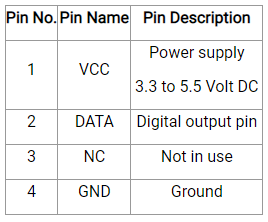 Pin No. Pin Name Pin Description
1 VCC Power supply
3.3 to 5.5 Volt DC
2 DATA Digital output pin
3 NC Not in use
4 GND Ground